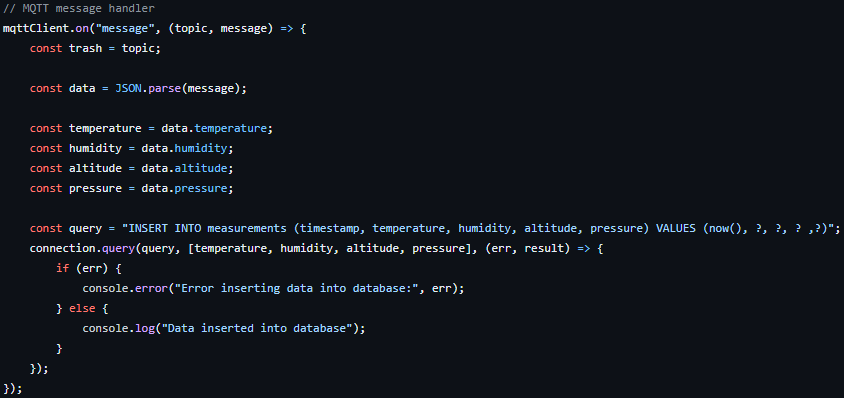 // MQTT message handler
mqttClient.on("message", (topic, message) => {
    const trash = topic;

    const data = JSON.parse(message);

    const temperature = data.temperature;
    const humidity = data.humidity;
    const altitude = data.altitude;
    const pressure = data.pressure;

    const query = "INSERT INTO measurements (timestamp, temperature, humidity, altitude, pressure) VALUES (now(), ?, ?, ? ,?)";
    connection.query(query, [temperature, humidity, altitude, pressure], (err, result) => {
        if (err) {
            console.error("Error inserting data into database:", err);
        } else {
            console.log("Data inserted into database");
        }
    });
});